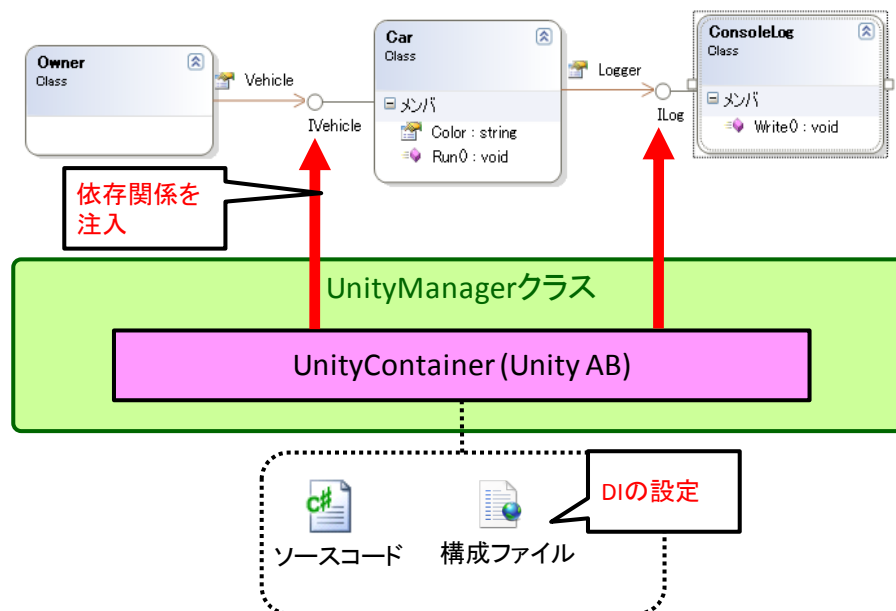 Owner
Class
Vehicle
IVehicle
Car
Class
メンバ
Color : string
Run() : void
Logger
ILog
ConsoleLog
Class
メンバ
Write() : void
依存関係を
注入
UnityManagerクラス
UnityContainer (Unity AB)
C#
ソースコード
構成ファイル
DIの設定